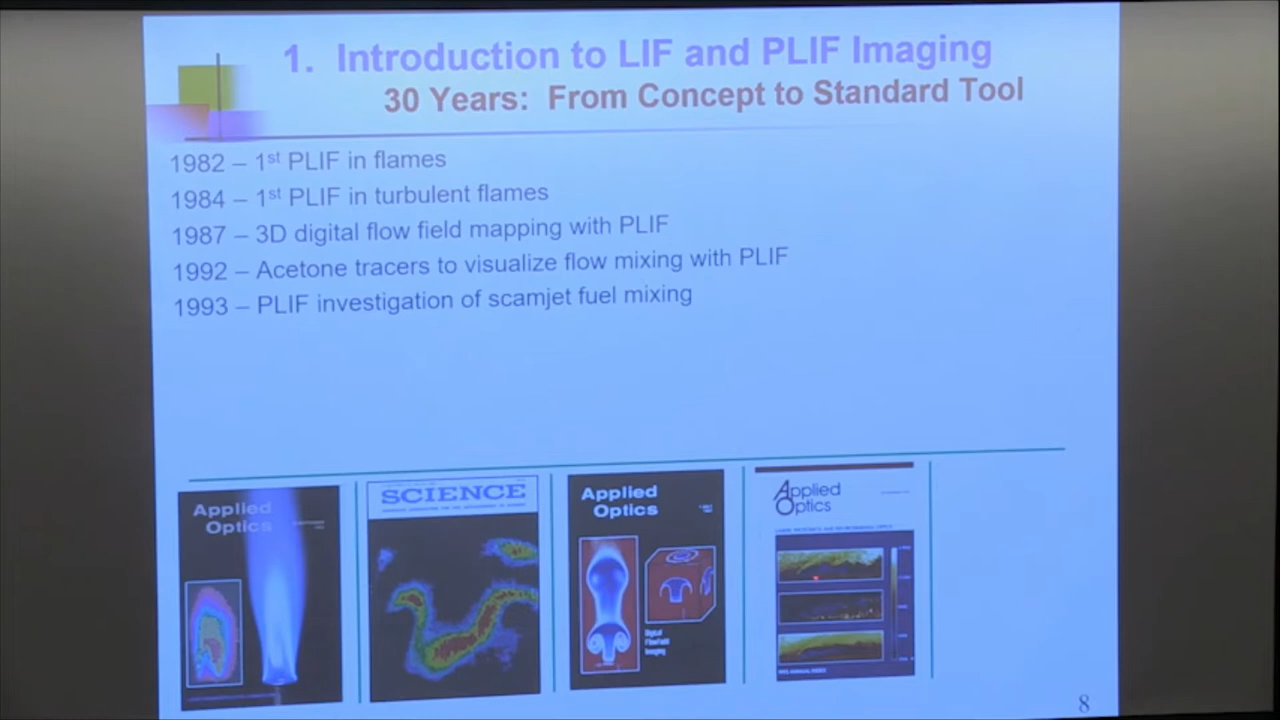 1. Introduction to LIF and PLIF Imaging
30 Years: From Concept to Standard Tool
1982 – 1st PLIF in flames
1984 – 1st PLIF in turbulent flames
1987 – 3D digital flow field mapping with PLIF
1992 – Acetone tracers to visualize flow mixing with PLIF
1993 – PLIF investigation of scamjet fuel mixing
Applied
Optics
SCIENCE
Applied
Optics
Digital
Flowfield
Imaging
Applied
Optics
8